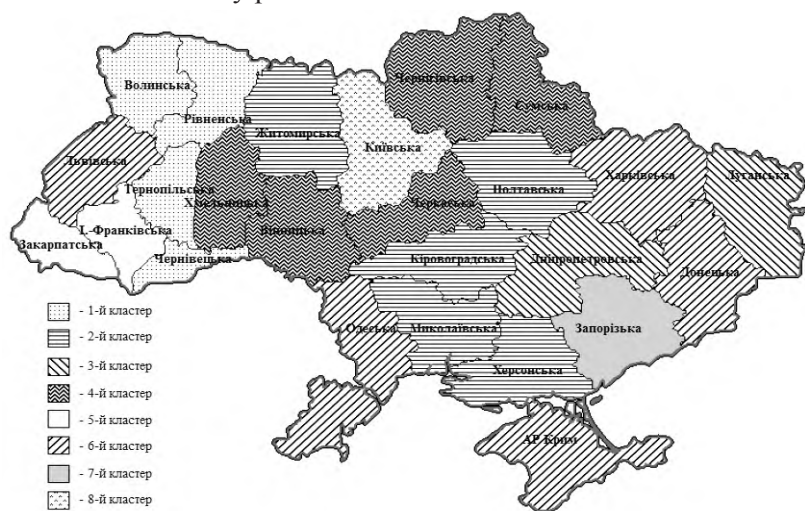 Волинська
Рівненська
Житомирська
Київська
Чернігівська
Сумська
Львівська
Тернопільська
Хмельницька
Вінницька
Черкаська
Полтавська
Харківська
Луганська
І.-Франківська
Закарпатська
Чернівецька
Кіровоградська
Дніпропетровська
Донецька
Одеська
Миколаївська
Запорізька
Херсонська
АР Крим
- 1-й кластер
- 2-й кластер
- 3-й кластер
- 4-й кластер
- 5-й кластер
- 6-й кластер
- 7-й кластер
- 8-й кластер